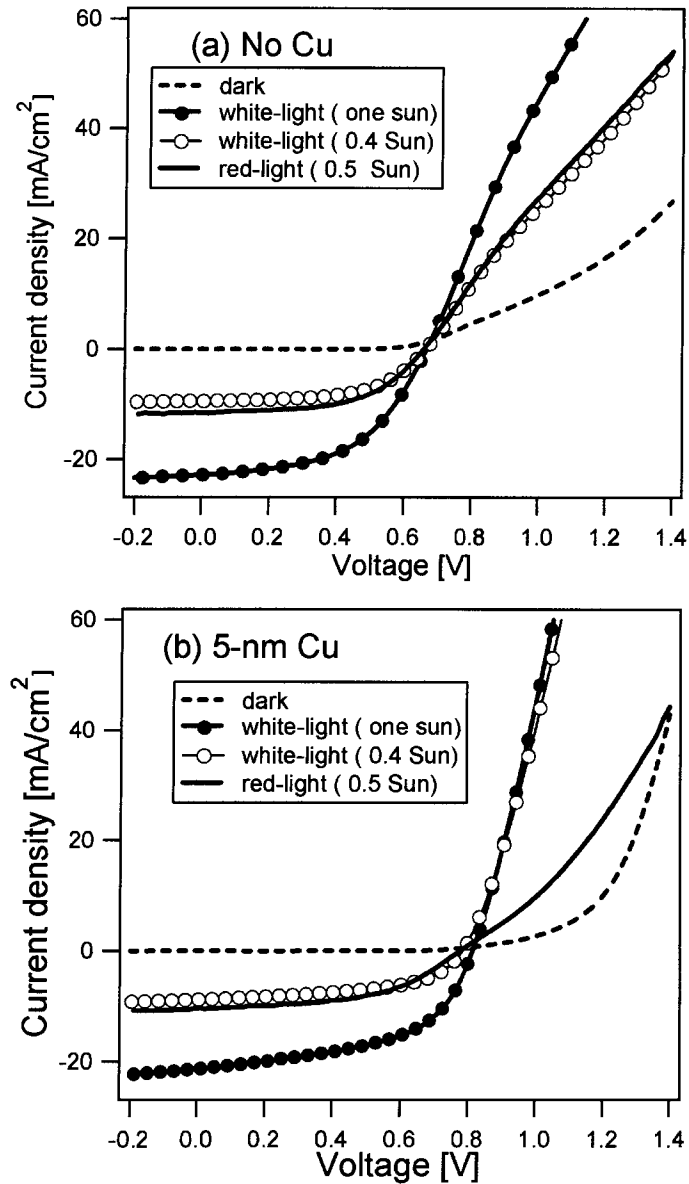 60
(a) No Cu
dark
white-light ( one sun)
white-light ( 0.4 Sun)
red-light ( 0.5  Sun)
40
20
0
-20
Current density [mA/cm²]
-0.2 0.0 0.2 0.4 0.6 0.8 1.0 1.2 1.4
Voltage [V]
60
(b) 5-nm Cu
dark
white-light ( one sun)
white-light ( 0.4 Sun)
red-light ( 0.5 Sun)
40
20
0
-20
Current density [mA/cm²]
-0.2 0.0 0.2 0.4 0.6 0.8 1.0 1.2 1.4
Voltage [V]